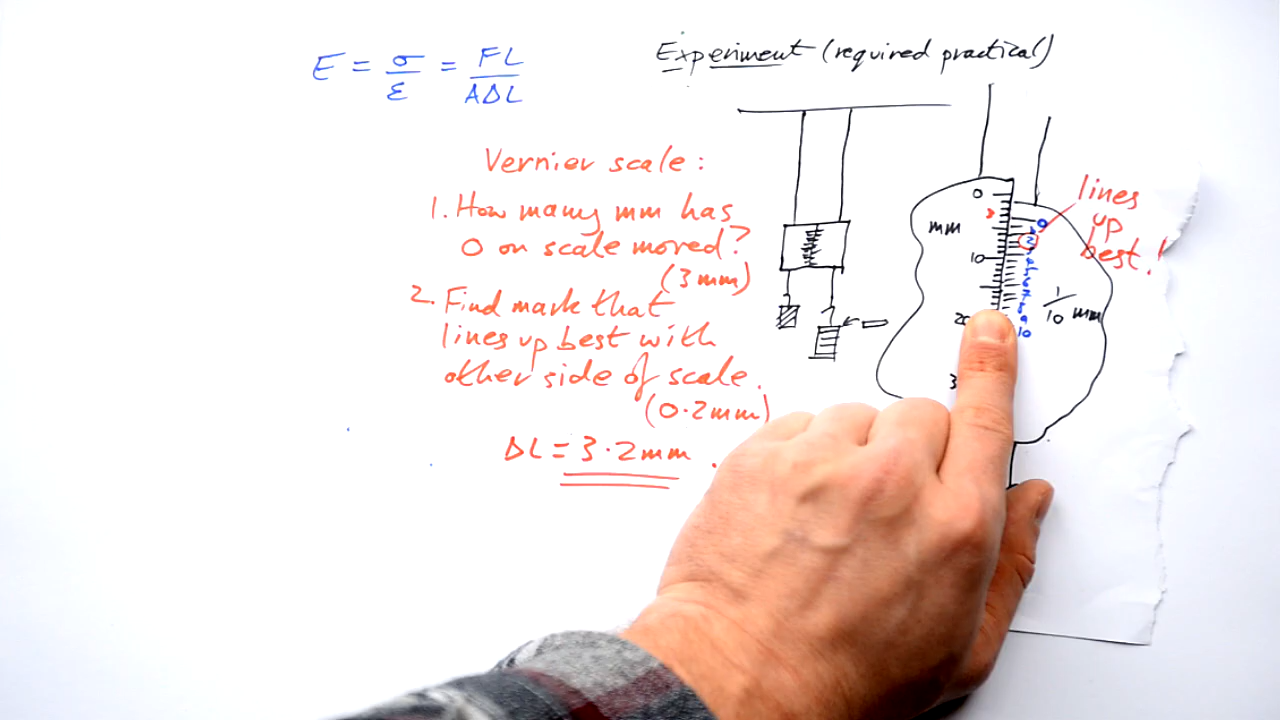 E = σ/ε = FL/AΔL
Experiment (required practical)
Vernier scale :
1. How many mm has
0 on scale moved?
(3mm)
2. Find mark that
lines up best with
other side of scale.
(0.2mm)
ΔL = 3.2mm .
lines
up
best!
0
mm
10
20
3
0
2
10
1/10 mm